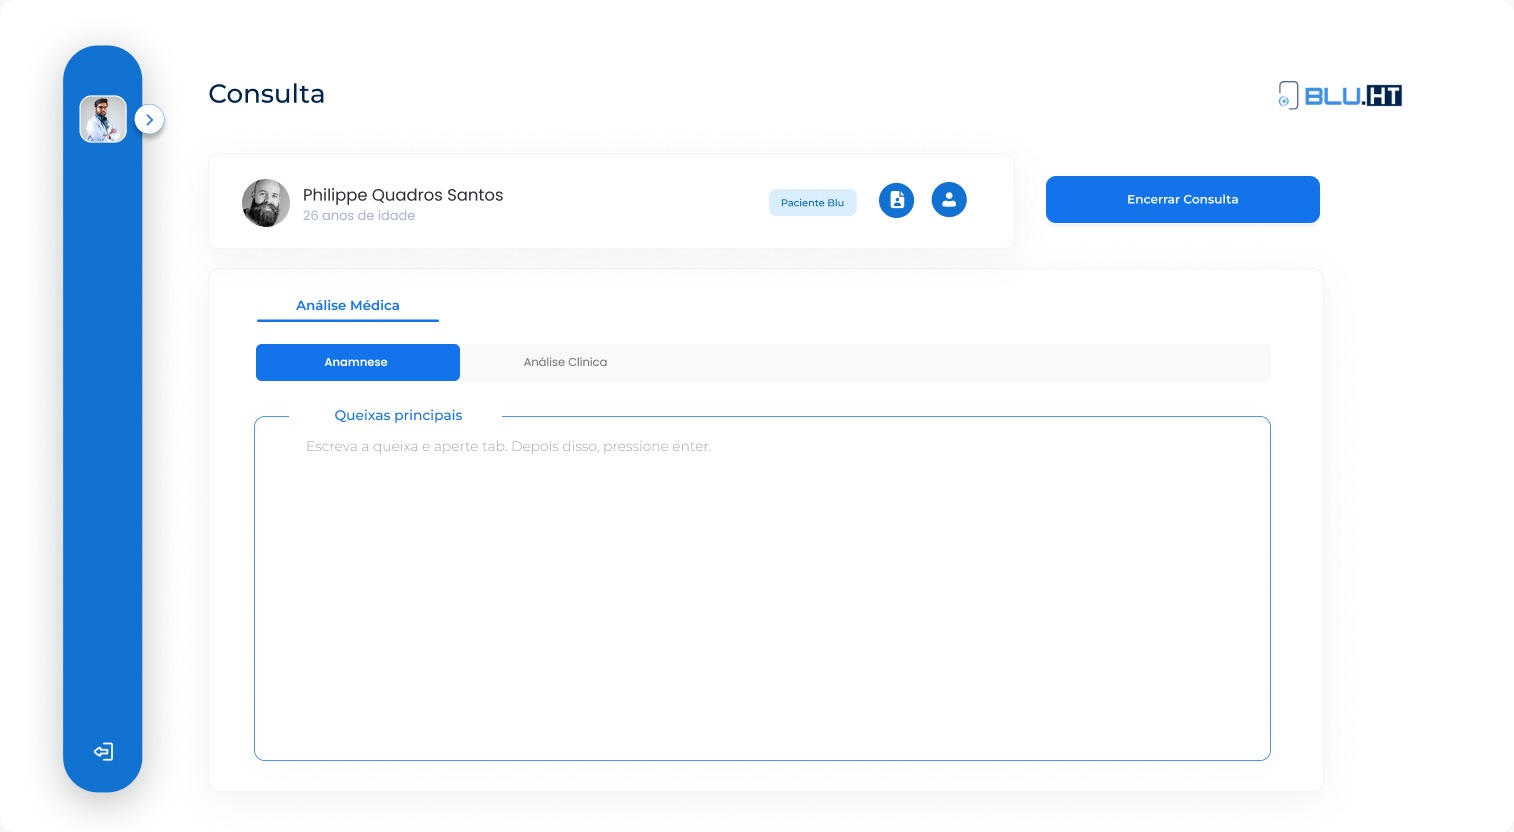 Consulta
BLU.HT
Philippe Quadros Santos
26 anos de idade
Paciente Blu
Encerrar Consulta
Análise Médica
Anamnese
Análise Clínica
Queixas principais
Escreva a queixa e aperte tab. Depois disso, pressione enter.